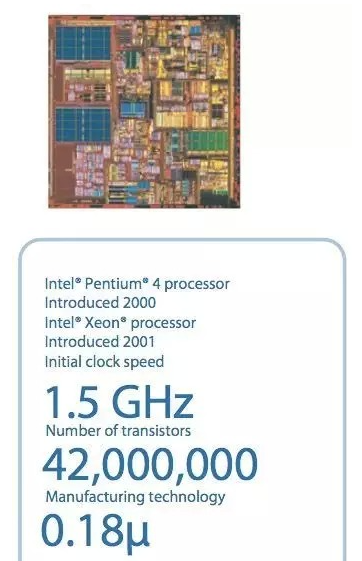 Intel® Pentium® 4 processor
Introduced 2000
Intel® Xeon® processor
Introduced 2001
Initial clock speed
1.5 GHz
Number of transistors
42,000,000
Manufacturing technology
0.18µ